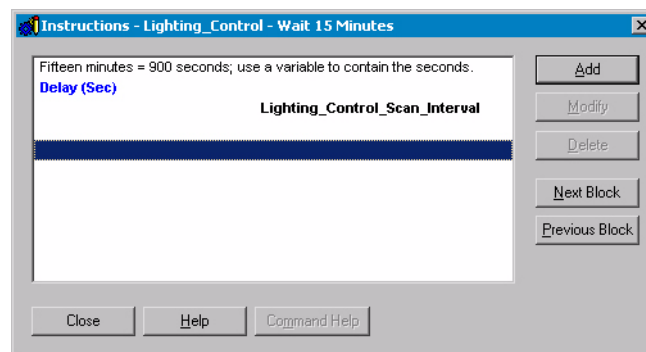 Instructions - Lighting_Control - Wait 15 Minutes
Fifteen minutes = 900 seconds; use a variable to contain the seconds.
Delay (Sec)
Lighting_Control_Scan_Interval
Add
Modify
Delete
Next Block
Previous Block
Close
Help
Command Help